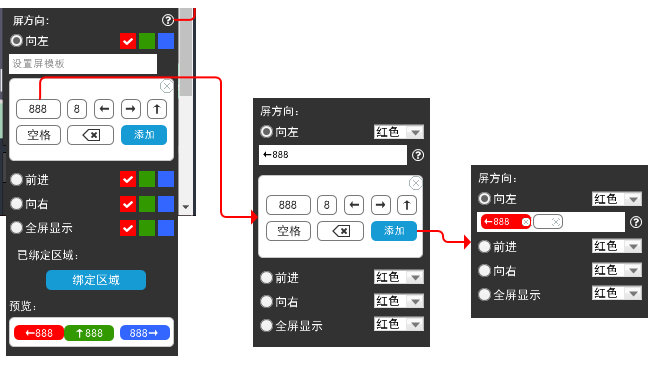 屏方向:
向左
设置屏模板
888 8 ← → ↑
空格 添加
前进
向右
全屏显示
已绑定区域:
绑定区域
预览:
←888 ↑888 888→
屏方向:
向左 红色
←888
888 8 ← → ↑
空格 添加
前进 红色
向右 红色
全屏显示 红色
屏方向:
向左 红色
←888
前进 红色
向右 红色
全屏显示 红色